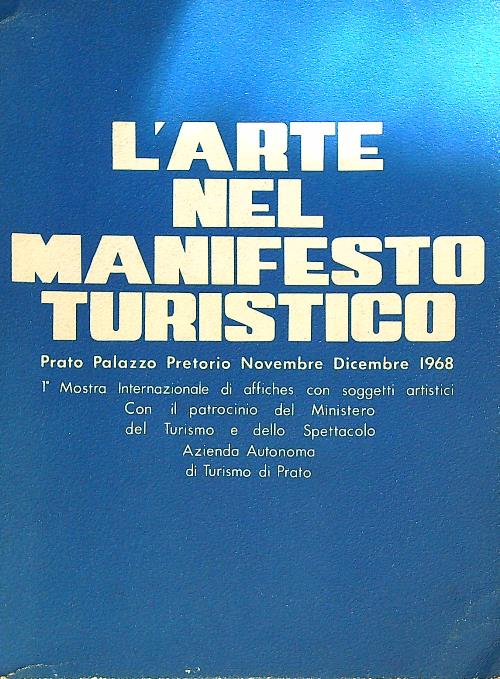 L'ARTE
NEL
MANIFESTO
TURISTICO
Prato Palazzo Pretorio Novembre Dicembre 1968
1ª Mostra Internazionale di affiches con soggetti artistici
Con il patrocinio del Ministero
del Turismo e dello Spettacolo
Azienda Autonoma
di Turismo di Prato